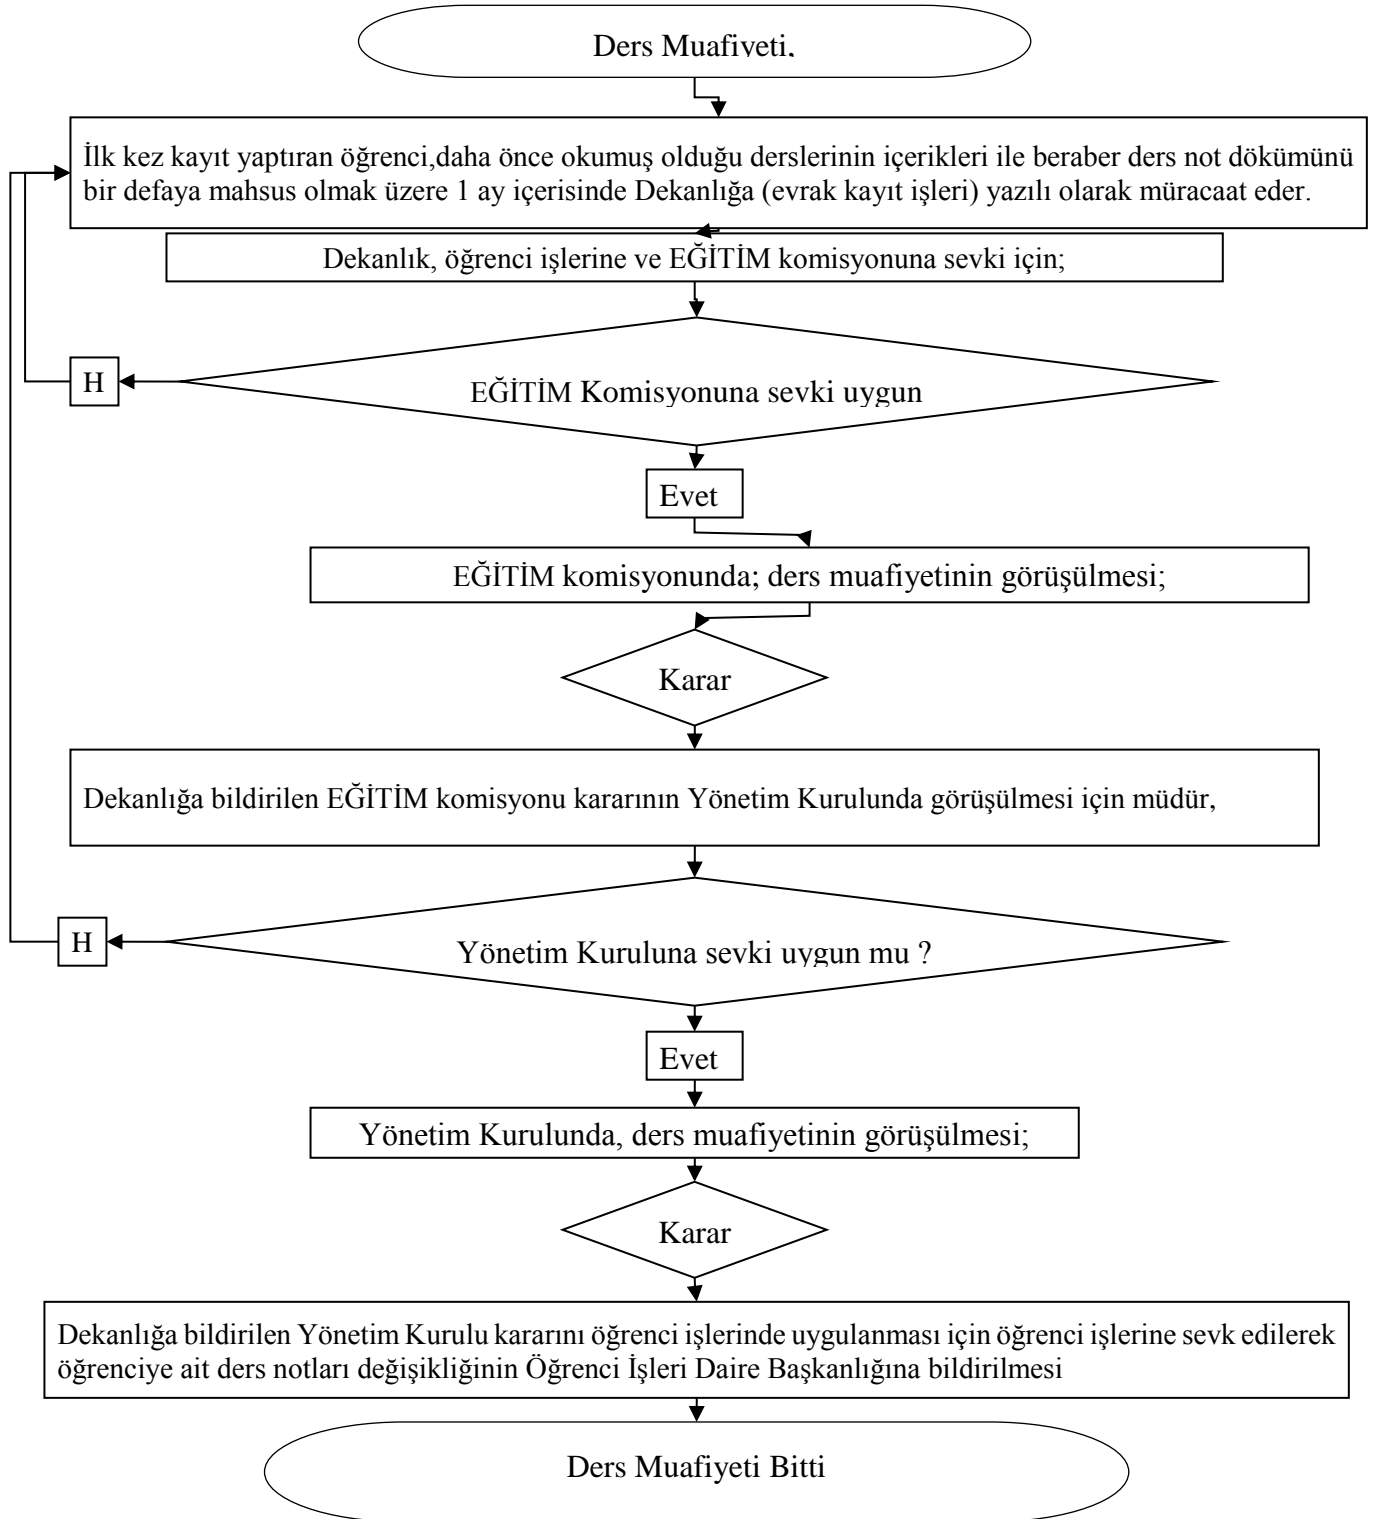 Ders Muafiyeti,
İlk kez kayıt yaptıran öğrenci,daha önce okumuş olduğu derslerinin içerikleri ile beraber ders not dökümünü
bir defaya mahsus olmak üzere 1 ay içerisinde Dekanlığa (evrak kayıt işleri) yazılı olarak müracaat eder.
Dekanlık, öğrenci işlerine ve EĞİTİM komisyonuna sevki için;
H
EĞİTİM Komisyonuna sevki uygun
Evet
EĞİTİM komisyonunda; ders muafiyetinin görüşülmesi;
Karar
Dekanlığa bildirilen EĞİTİM komisyonu kararının Yönetim Kurulunda görüşülmesi için müdür,
H
Yönetim Kuruluna sevki uygun mu ?
Evet
Yönetim Kurulunda, ders muafiyetinin görüşülmesi;
Karar
Dekanlığa bildirilen Yönetim Kurulu kararını öğrenci işlerinde uygulanması için öğrenci işlerine sevk edilerek
öğrenciye ait ders notları değişikliğinin Öğrenci İşleri Daire Başkanlığına bildirilmesi
Ders Muafiyeti Bitti